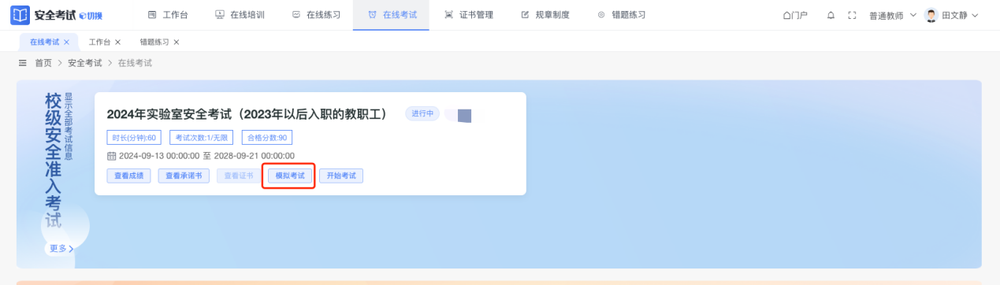 安全考试 切换 工作台 在线培训 在线练习 在线考试 证书管理 规章制度 错题练习 门户 普通教师 田文静
在线考试 × 工作台 × 错题练习 ×
首页 > 安全考试 > 在线考试
校级安全准入考试
显示全部考试信息
更多 >
2024年实验室安全考试（2023年以后入职的教职工） 进行中
时长(分钟):60 考试次数:1/无限 合格分数:90
2024-09-13 00:00:00 至 2028-09-21 00:00:00
查看成绩 查看承诺书 查看证书 模拟考试 开始考试